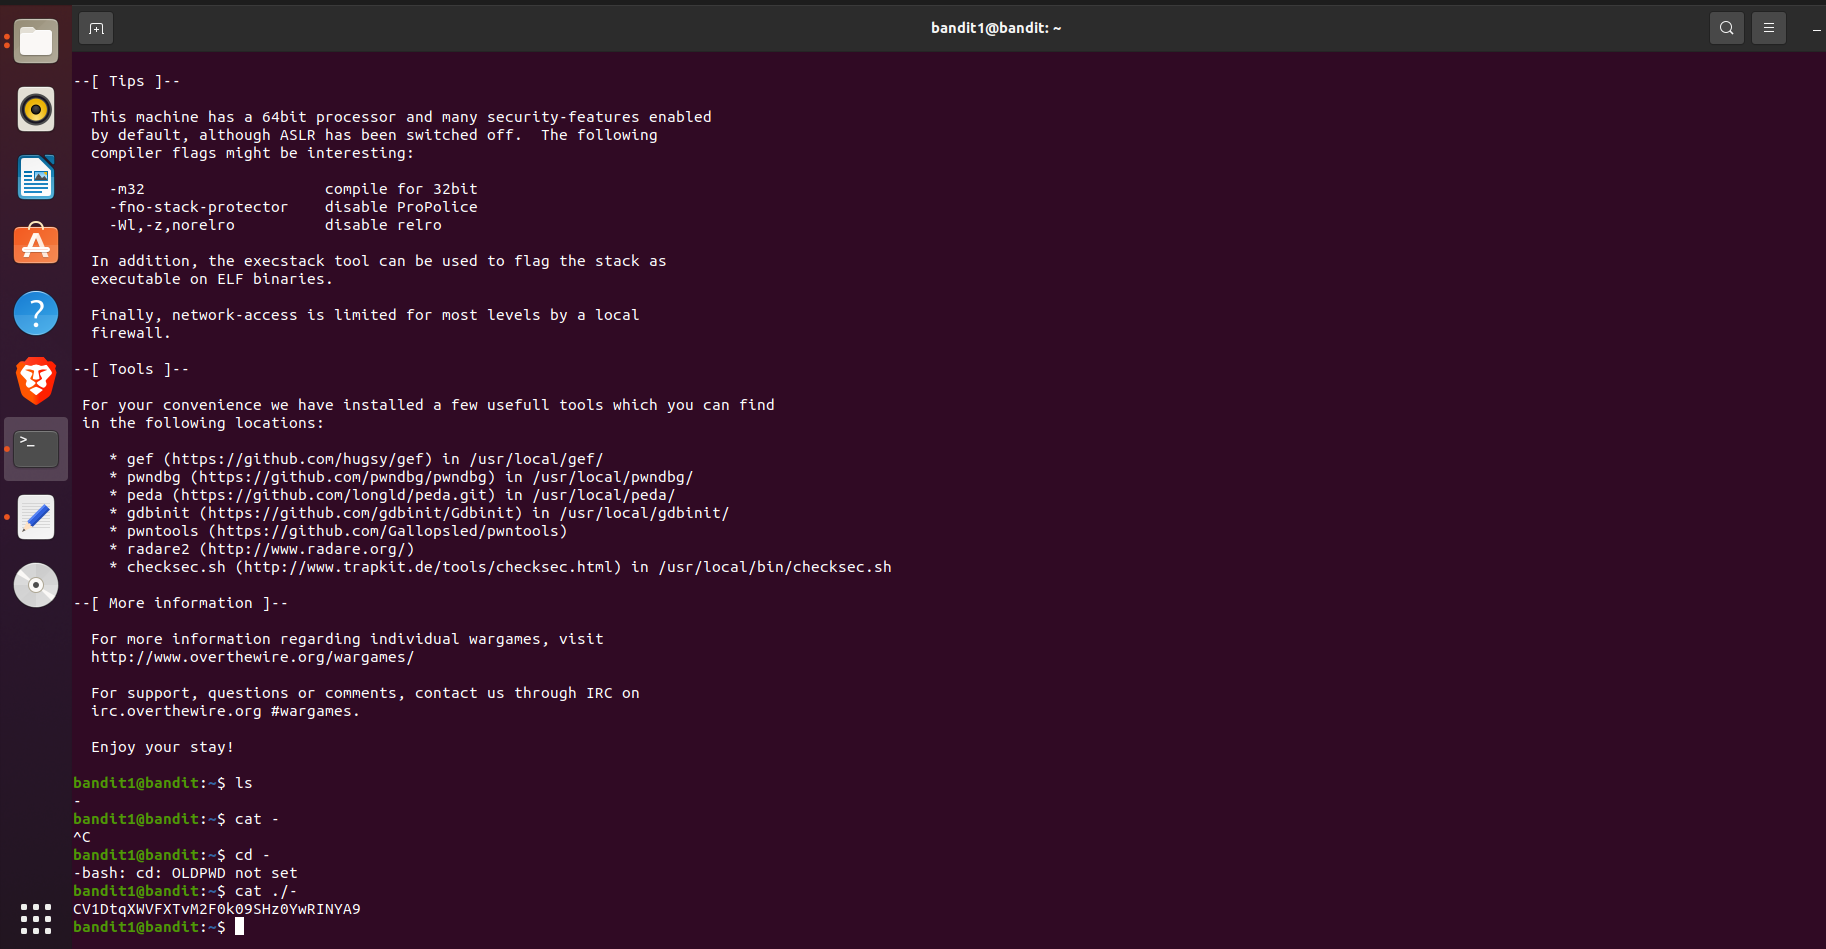 bandit1@bandit: ~
--[ Tips ]--
This machine has a 64bit processor and many security-features enabled
by default, although ASLR has been switched off.  The following
compiler flags might be interesting:
-m32                    compile for 32bit
-fno-stack-protector    disable ProPolice
-Wl,-z,norelro          disable relro
In addition, the execstack tool can be used to flag the stack as
executable on ELF binaries.
Finally, network-access is limited for most levels by a local
firewall.
--[ Tools ]--
For your convenience we have installed a few usefull tools which you can find
in the following locations:
* gef (https://github.com/hugsy/gef) in /usr/local/gef/
* pwndbg (https://github.com/pwndbg/pwndbg) in /usr/local/pwndbg/
* peda (https://github.com/longld/peda.git) in /usr/local/peda/
* gdbinit (https://github.com/gdbinit/Gdbinit) in /usr/local/gdbinit/
* pwntools (https://github.com/Gallopsled/pwntools)
* radare2 (http://www.radare.org/)
* checksec.sh (http://www.trapkit.de/tools/checksec.html) in /usr/local/bin/checksec.sh
--[ More information ]--
For more information regarding individual wargames, visit
http://www.overthewire.org/wargames/
For support, questions or comments, contact us through IRC on
irc.overthewire.org #wargames.
Enjoy your stay!
bandit1@bandit:~$ ls
-
bandit1@bandit:~$ cat -
^C
bandit1@bandit:~$ cd -
-bash: cd: OLDPWD not set
bandit1@bandit:~$ cat ./-
CV1DtqXWVFXTvM2F0k09SHz0YwRINYA9
bandit1@bandit:~$